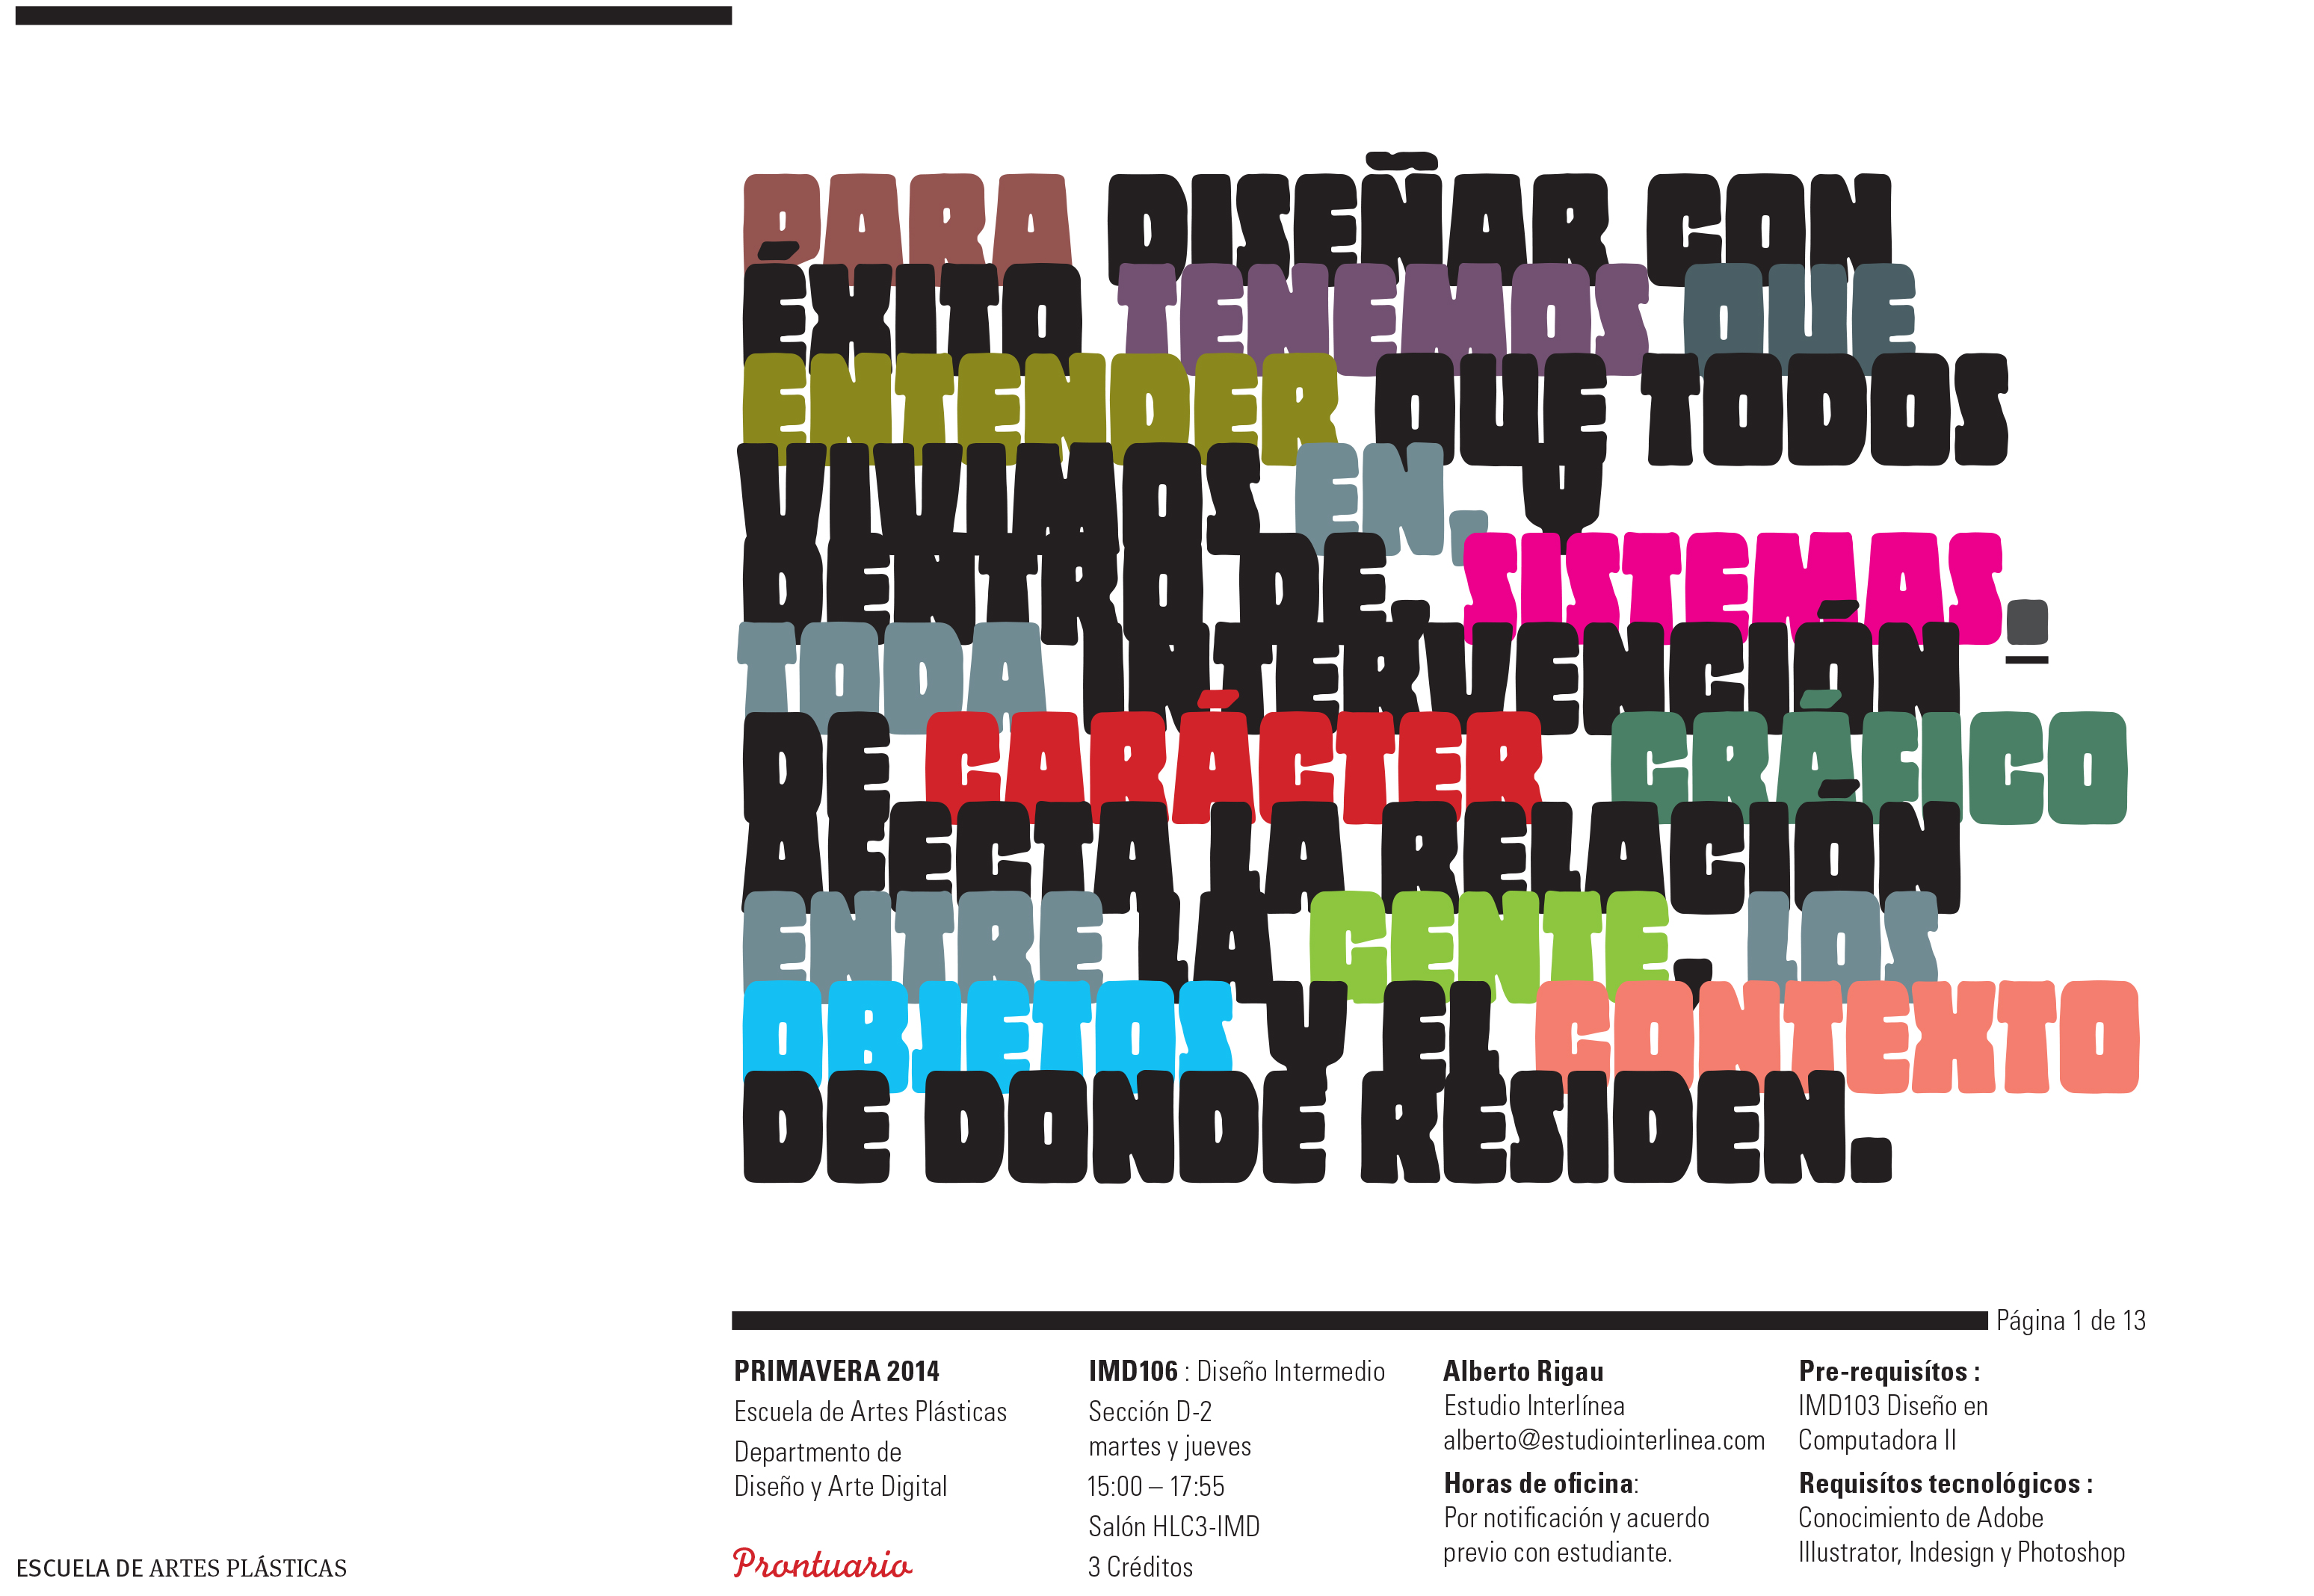 PARA DISEÑAR CON
ÉXITO TENEMOS QUE
ENTENDER QUE TODOS
VIVIMOS EN, Y
DENTRO DE, SISTEMAS.
TODA INTERVENCIÓN
DE CARÁCTER GRÁFICO
AFECTA LA RELACIÓN
ENTRE LA GENTE, LOS
OBJETOS Y EL CONTEXTO
DE DONDE RESIDEN.
Página 1 de 13
PRIMAVERA 2014
Escuela de Artes Plásticas
Departmento de
Diseño y Arte Digital
Prontuario
IMD106 : Diseño Intermedio
Sección D-2
martes y jueves
15:00 – 17:55
Salón HLC3-IMD
3 Créditos
Alberto Rigau
Estudio Interlínea
alberto@estudiointerlinea.com
Horas de oficina:
Por notificación y acuerdo
previo con estudiante.
Pre-requisítos :
IMD103 Diseño en
Computadora II
Requisítos tecnológicos :
Conocimiento de Adobe
Illustrator, Indesign y Photoshop
ESCUELA DE ARTES PLÁSTICAS